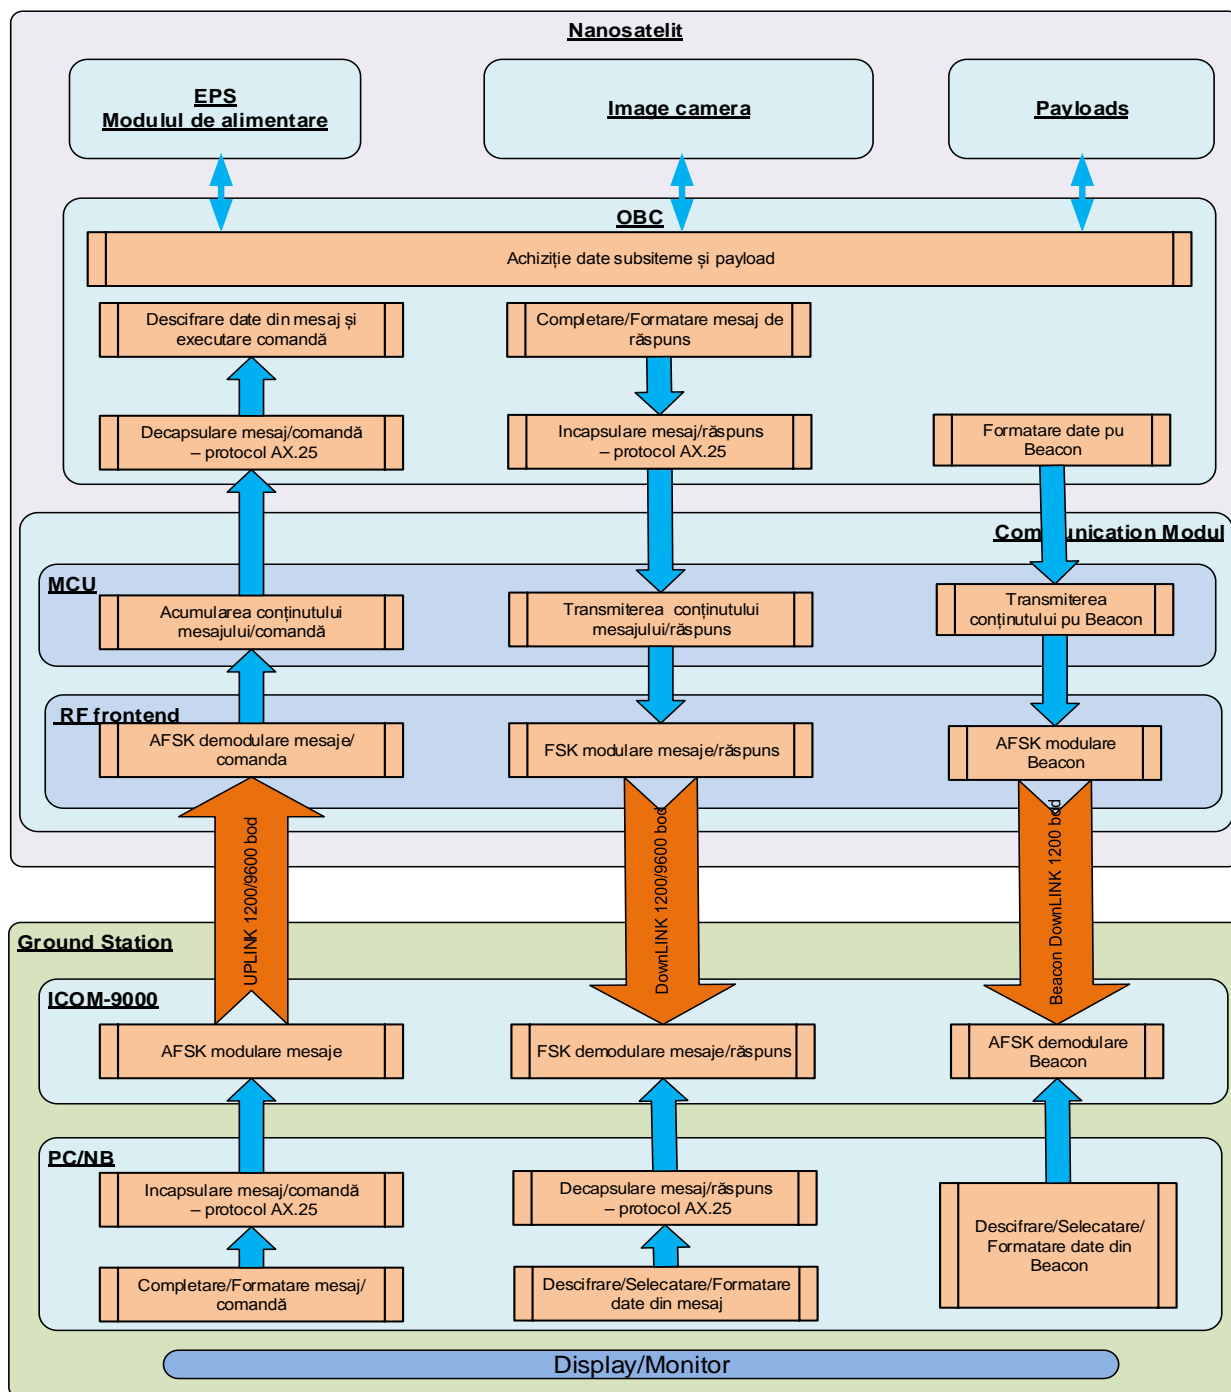 Nanosatelit
EPS
Modulul de alimentare
Image camera
Payloads
OBC
Achiziție date subsiteme și payload
Descifrare date din mesaj și
executare comandă
Completare/Formatare mesaj de
răspuns
Decapsulare mesaj/comandă
– protocol AX.25
Incapsulare mesaj/răspuns
– protocol AX.25
Formatare date pu
Beacon
Communication Modul
MCU
Acumularea conținutului
mesajului/comandă
Transmiterea conținutului
mesajului/răspuns
Transmiterea
conținutului pu Beacon
RF frontend
AFSK demodulare mesaje/
comanda
FSK modulare mesaje/răspuns
AFSK modulare
Beacon
UPLINK 1200/9600 bod
DownLINK 1200/9600 bod
Beacon DownLINK 1200 bod
Ground Station
ICOM-9000
AFSK modulare mesaje
FSK demodulare mesaje/răspuns
AFSK demodulare
Beacon
PC/NB
Incapsulare mesaj/comandă
– protocol AX.25
Decapsulare mesaj/răspuns
– protocol AX.25
Descifrare/Selecatare/
Formatare date din
Beacon
Completare/Formatare mesaj/
comandă
Descifrare/Selecatare/Formatare
date din mesaj
Display/Monitor